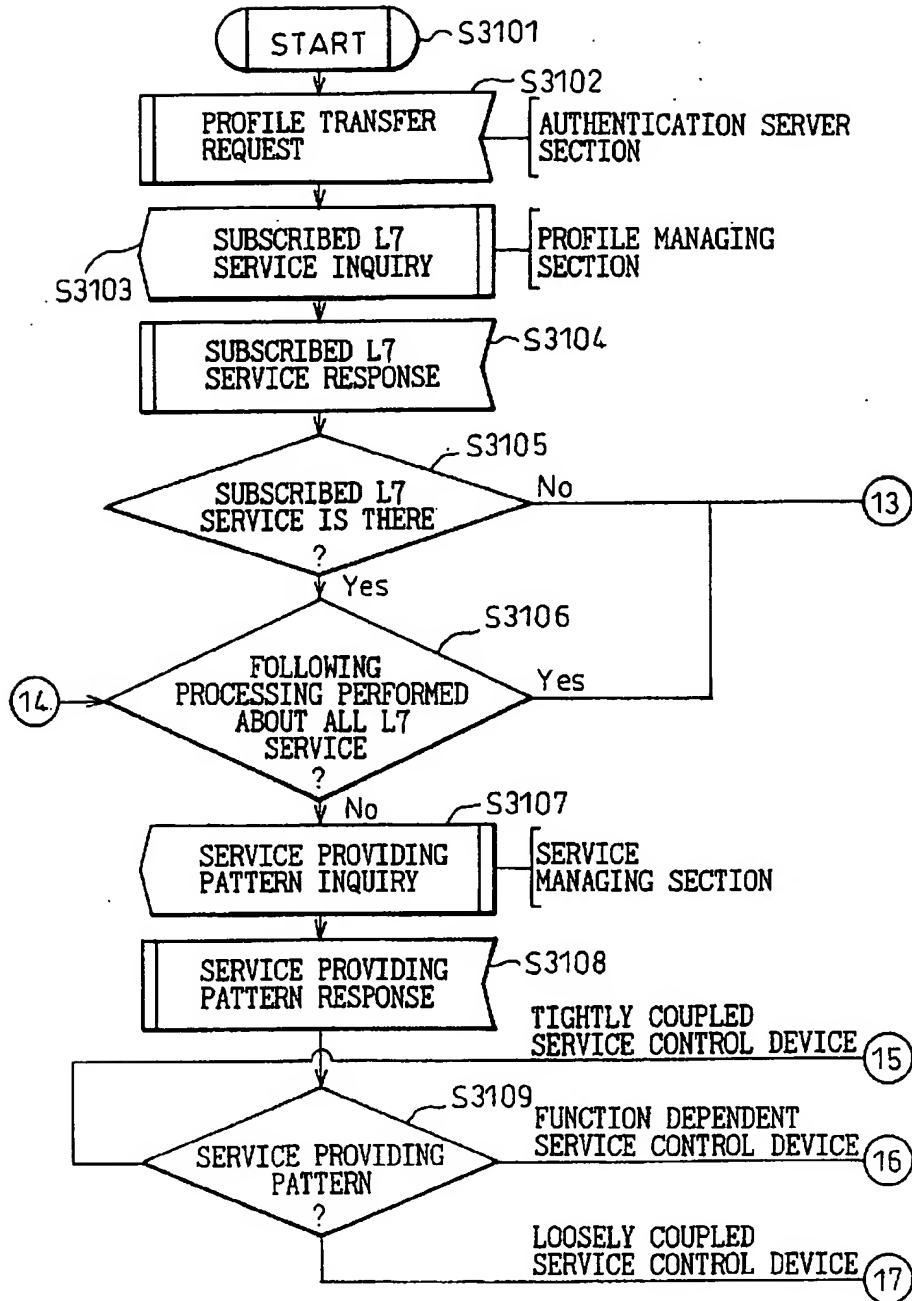 START
S3101
S3102
PROFILE TRANSFER
REQUEST
AUTHENTICATION SERVER
SECTION
SUBSCRIBED L7
SERVICE INQUIRY
PROFILE MANAGING
SECTION
S3103
SUBSCRIBED L7
SERVICE RESPONSE
S3104
S3105
SUBSCRIBED L7
SERVICE IS THERE
?
No
13
Yes
S3106
FOLLOWING
PROCESSING PERFORMED
ABOUT ALL L7
SERVICE
?
Yes
14
No
S3107
SERVICE PROVIDING
PATTERN INQUIRY
SERVICE
MANAGING SECTION
SERVICE PROVIDING
PATTERN RESPONSE
S3108
TIGHTLY COUPLED
SERVICE CONTROL DEVICE
15
S3109
SERVICE PROVIDING
PATTERN
?
FUNCTION DEPENDENT
SERVICE CONTROL DEVICE
16
LOOSELY COUPLED
SERVICE CONTROL DEVICE
17